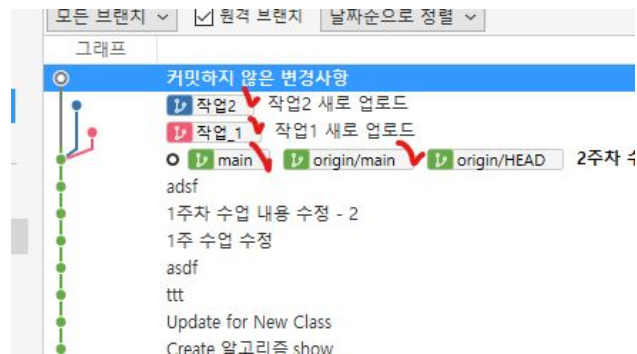 모든 브랜치 원격 브랜치 날짜순으로 정렬
그래프
커밋하지 않은 변경사항
작업2 작업2 새로 업로드
작업_1 작업1 새로 업로드
main origin/main origin/HEAD 2주차
adsf
1주차 수업 내용 수정 - 2
1주 수업 수정
asdf
ttt
Update for New Class
Create 알고리즘 show